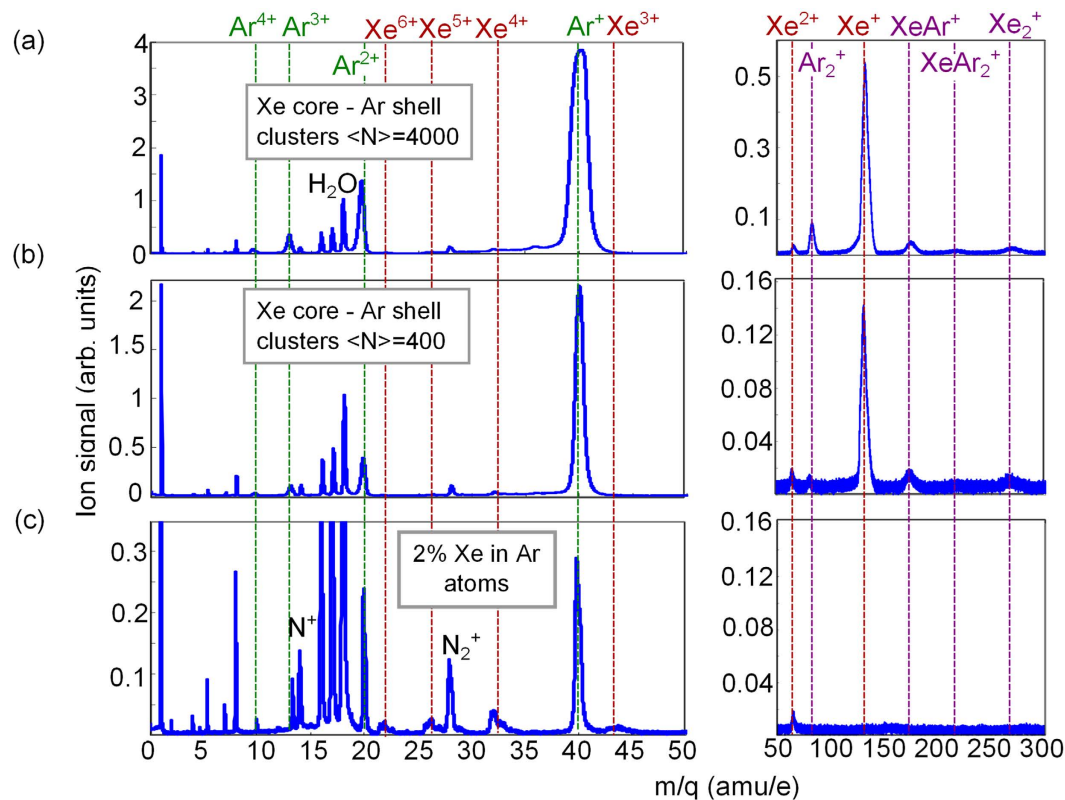 (a)
Ar⁴⁺ Ar³⁺ Xe⁶⁺ Xe⁵⁺ Xe⁴⁺ Ar⁺ Xe³⁺
Ar²⁺
Xe²⁺ Xe⁺ XeAr⁺ Xe₂⁺
Ar₂⁺ XeAr₂⁺
4
3
2
1
0
Xe core - Ar shell
clusters <N>=4000
H₂O
0.5
0.3
0.1
(b)
Ion signal (arb. units)
2
1.5
1
0.5
0
Xe core - Ar shell
clusters <N>=400
0.16
0.12
0.08
0.04
(c)
0.3
0.2
0.1
2% Xe in Ar
atoms
N⁺
N₂⁺
0.16
0.12
0.08
0.04
0 5 10 15 20 25 30 35 40 45 50
50 100 150 200 250 300
m/q (amu/e)